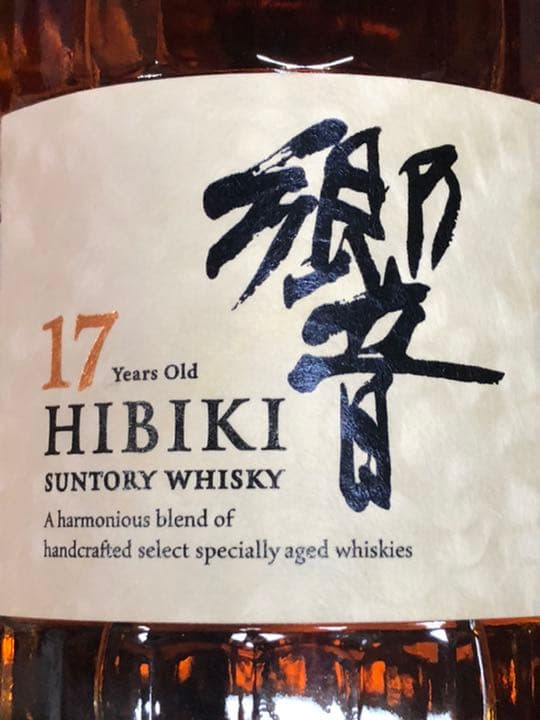 響
17 Years Old
HIBIKI
SUNTORY WHISKY
A harmonious blend of
handcrafted select specially aged whiskies